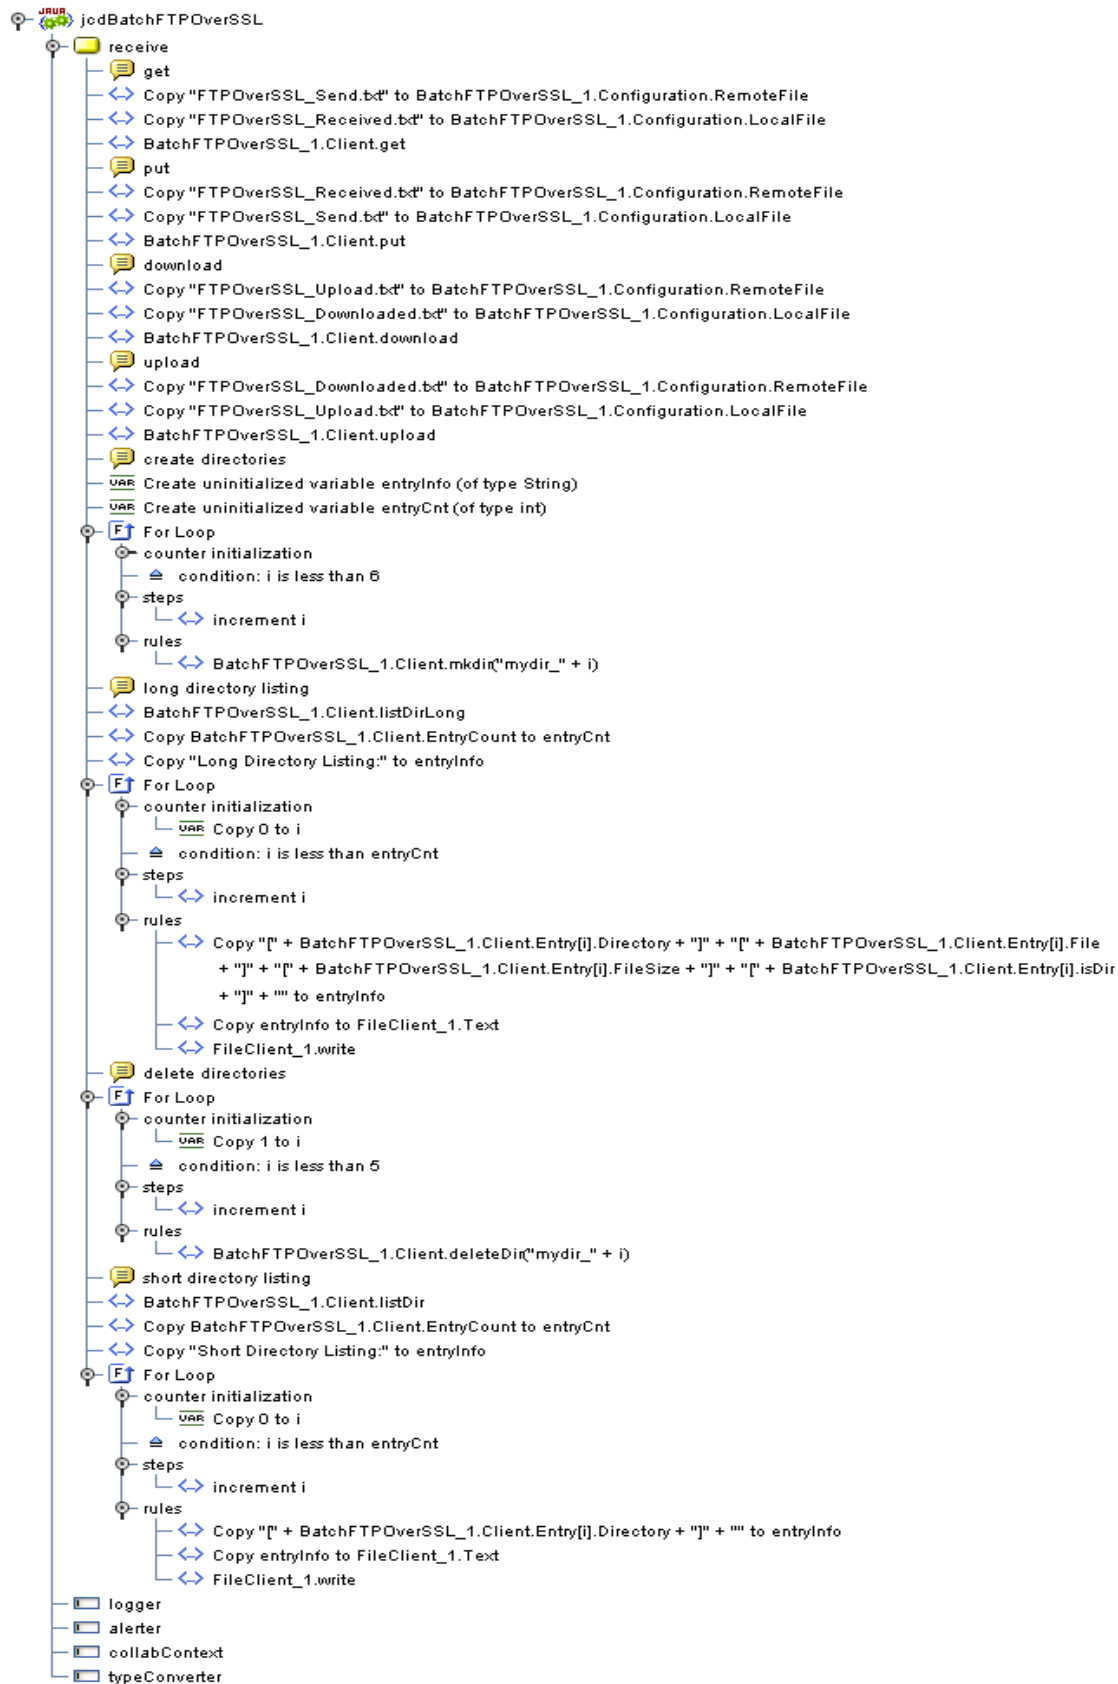 JAVA jcdBatchFTPOverSSL
receive
get
Copy "FTPOverSSL_Send.txt" to BatchFTPOverSSL_1.Configuration.RemoteFile
Copy "FTPOverSSL_Received.txt" to BatchFTPOverSSL_1.Configuration.LocalFile
BatchFTPOverSSL_1.Client.get
put
Copy "FTPOverSSL_Received.txt" to BatchFTPOverSSL_1.Configuration.RemoteFile
Copy "FTPOverSSL_Send.txt" to BatchFTPOverSSL_1.Configuration.LocalFile
BatchFTPOverSSL_1.Client.put
download
Copy "FTPOverSSL_Upload.txt" to BatchFTPOverSSL_1.Configuration.RemoteFile
Copy "FTPOverSSL_Downloaded.txt" to BatchFTPOverSSL_1.Configuration.LocalFile
BatchFTPOverSSL_1.Client.download
upload
Copy "FTPOverSSL_Downloaded.txt" to BatchFTPOverSSL_1.Configuration.RemoteFile
Copy "FTPOverSSL_Upload.txt" to BatchFTPOverSSL_1.Configuration.LocalFile
BatchFTPOverSSL_1.Client.upload
create directories
VAR Create uninitialized variable entryInfo (of type String)
VAR Create uninitialized variable entryCnt (of type int)
F For Loop
counter initialization
condition: i is less than 6
steps
increment i
rules
BatchFTPOverSSL_1.Client.mkdir("mydir_" + i)
long directory listing
BatchFTPOverSSL_1.Client.listDirLong
Copy BatchFTPOverSSL_1.Client.EntryCount to entryCnt
Copy "Long Directory Listing:" to entryInfo
F For Loop
counter initialization
VAR Copy 0 to i
condition: i is less than entryCnt
steps
increment i
rules
Copy "[" + BatchFTPOverSSL_1.Client.Entry[i].Directory + "]" + "[" + BatchFTPOverSSL_1.Client.Entry[i].File
+ "]" + "[" + BatchFTPOverSSL_1.Client.Entry[i].FileSize + "]" + "[" + BatchFTPOverSSL_1.Client.Entry[i].isDir
+ "]" + "" to entryInfo
Copy entryInfo to FileClient_1.Text
FileClient_1.write
delete directories
F For Loop
counter initialization
VAR Copy 1 to i
condition: i is less than 5
steps
increment i
rules
BatchFTPOverSSL_1.Client.deleteDir("mydir_" + i)
short directory listing
BatchFTPOverSSL_1.Client.listDir
Copy BatchFTPOverSSL_1.Client.EntryCount to entryCnt
Copy "Short Directory Listing:" to entryInfo
F For Loop
counter initialization
VAR Copy 0 to i
condition: i is less than entryCnt
steps
increment i
rules
Copy "[" + BatchFTPOverSSL_1.Client.Entry[i].Directory + "]" + "" to entryInfo
Copy entryInfo to FileClient_1.Text
FileClient_1.write
logger
alerter
collabContext
typeConverter